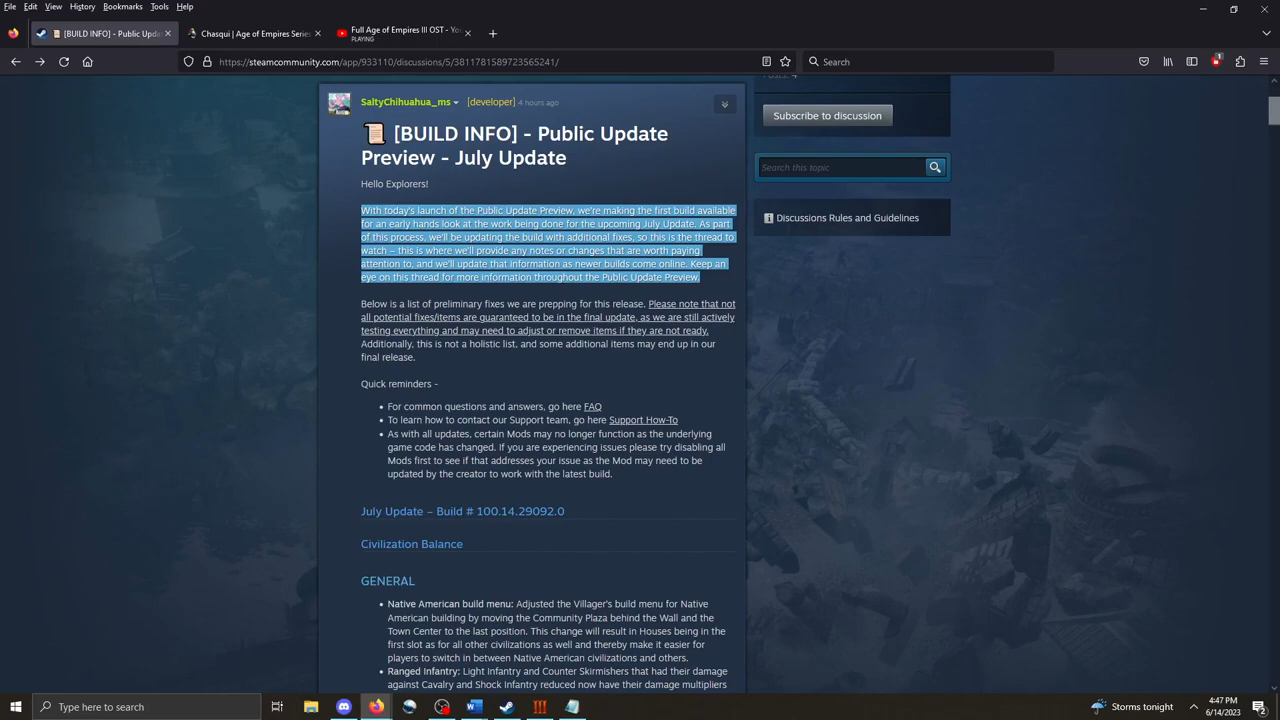 File Edit View History Bookmarks Tools Help
[BUILD INFO] - Public Upda
Chasqui | Age of Empires Series
Full Age of Empires III OST - Yo
PLAYING
https://steamcommunity.com/app/933110/discussions/5/3811781589723565241/
Search
SaltyChihuahua_ms [developer] 4 hours ago
[BUILD INFO] - Public Update
Preview - July Update
Hello Explorers!
With today's launch of the Public Update Preview, we're making the first build available
for an early hands look at the work being done for the upcoming July Update. As part
of this process, we'll be updating the build with additional fixes, so this is the thread to
watch – this is where we'll provide any notes or changes that are worth paying
attention to, and we'll update that information as newer builds come online. Keep an
eye on this thread for more information throughout the Public Update Preview.
Below is a list of preliminary fixes we are prepping for this release. Please note that not
all potential fixes/items are guaranteed to be in the final update, as we are still actively
testing everything and may need to adjust or remove items if they are not ready.
Additionally, this is not a holistic list, and some additional items may end up in our
final release.
Quick reminders -
• For common questions and answers, go here FAQ
• To learn how to contact our Support team, go here Support How-To
• As with all updates, certain Mods may no longer function as the underlying
game code has changed. If you are experiencing issues please try disabling all
Mods first to see if that addresses your issue as the Mod may need to be
updated by the creator to work with the latest build.
July Update – Build # 100.14.29092.0
Civilization Balance
GENERAL
• Native American build menu: Adjusted the Villager's build menu for Native
American building by moving the Community Plaza behind the Wall and the
Town Center to the last position. This change will result in Houses being in the
first slot as for all other civilizations as well and thereby make it easier for
players to switch in between Native American civilizations and others.
• Ranged Infantry: Light Infantry and Counter Skirmishers that had their damage
against Cavalry and Shock Infantry reduced now have their damage multipliers
Posts: 4
Subscribe to discussion
Search this topic
Discussions Rules and Guidelines
Type here to search
Storms tonight
4:47 PM
6/14/2023
2